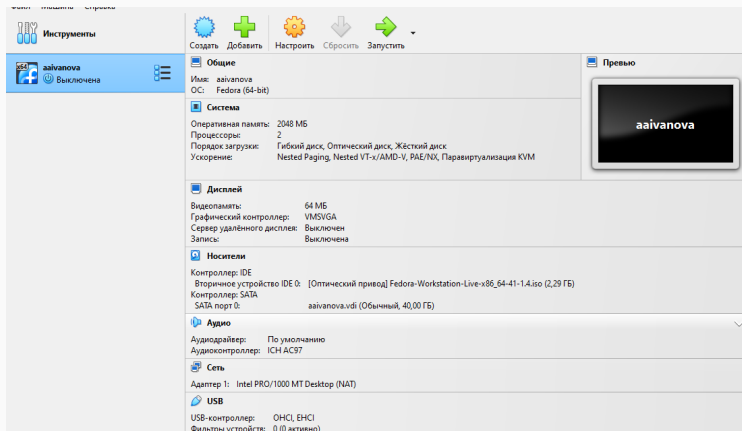 Файл Машина Справка
Инструменты
Создать Добавить Настроить Сбросить Запустить
x64 aaivanova
Выключена
Общие
Имя: aaivanova
ОС: Fedora (64-bit)
Превью
aaivanova
Система
Оперативная память: 2048 МБ
Процессоры: 2
Порядок загрузки: Гибкий диск, Оптический диск, Жёсткий диск
Ускорение: Nested Paging, Nested VT-x/AMD-V, PAE/NX, Паравиртуализация KVM
Дисплей
Видеопамять: 64 МБ
Графический контроллер: VMSVGA
Сервер удалённого дисплея: Выключен
Запись: Выключена
Носители
Контроллер: IDE
Вторичное устройство IDE 0: [Оптический привод] Fedora-Workstation-Live-x86_64-41-1.4.iso (2,29 ГБ)
Контроллер: SATA
SATA порт 0: aaivanova.vdi (Обычный, 40,00 ГБ)
Аудио
Аудиодрайвер: По умолчанию
Аудиоконтроллер: ICH AC97
Сеть
Адаптер 1: Intel PRO/1000 MT Desktop (NAT)
USB
USB-контроллер: OHCI, EHCI
Фильтры устройств: 0 (0 активно)